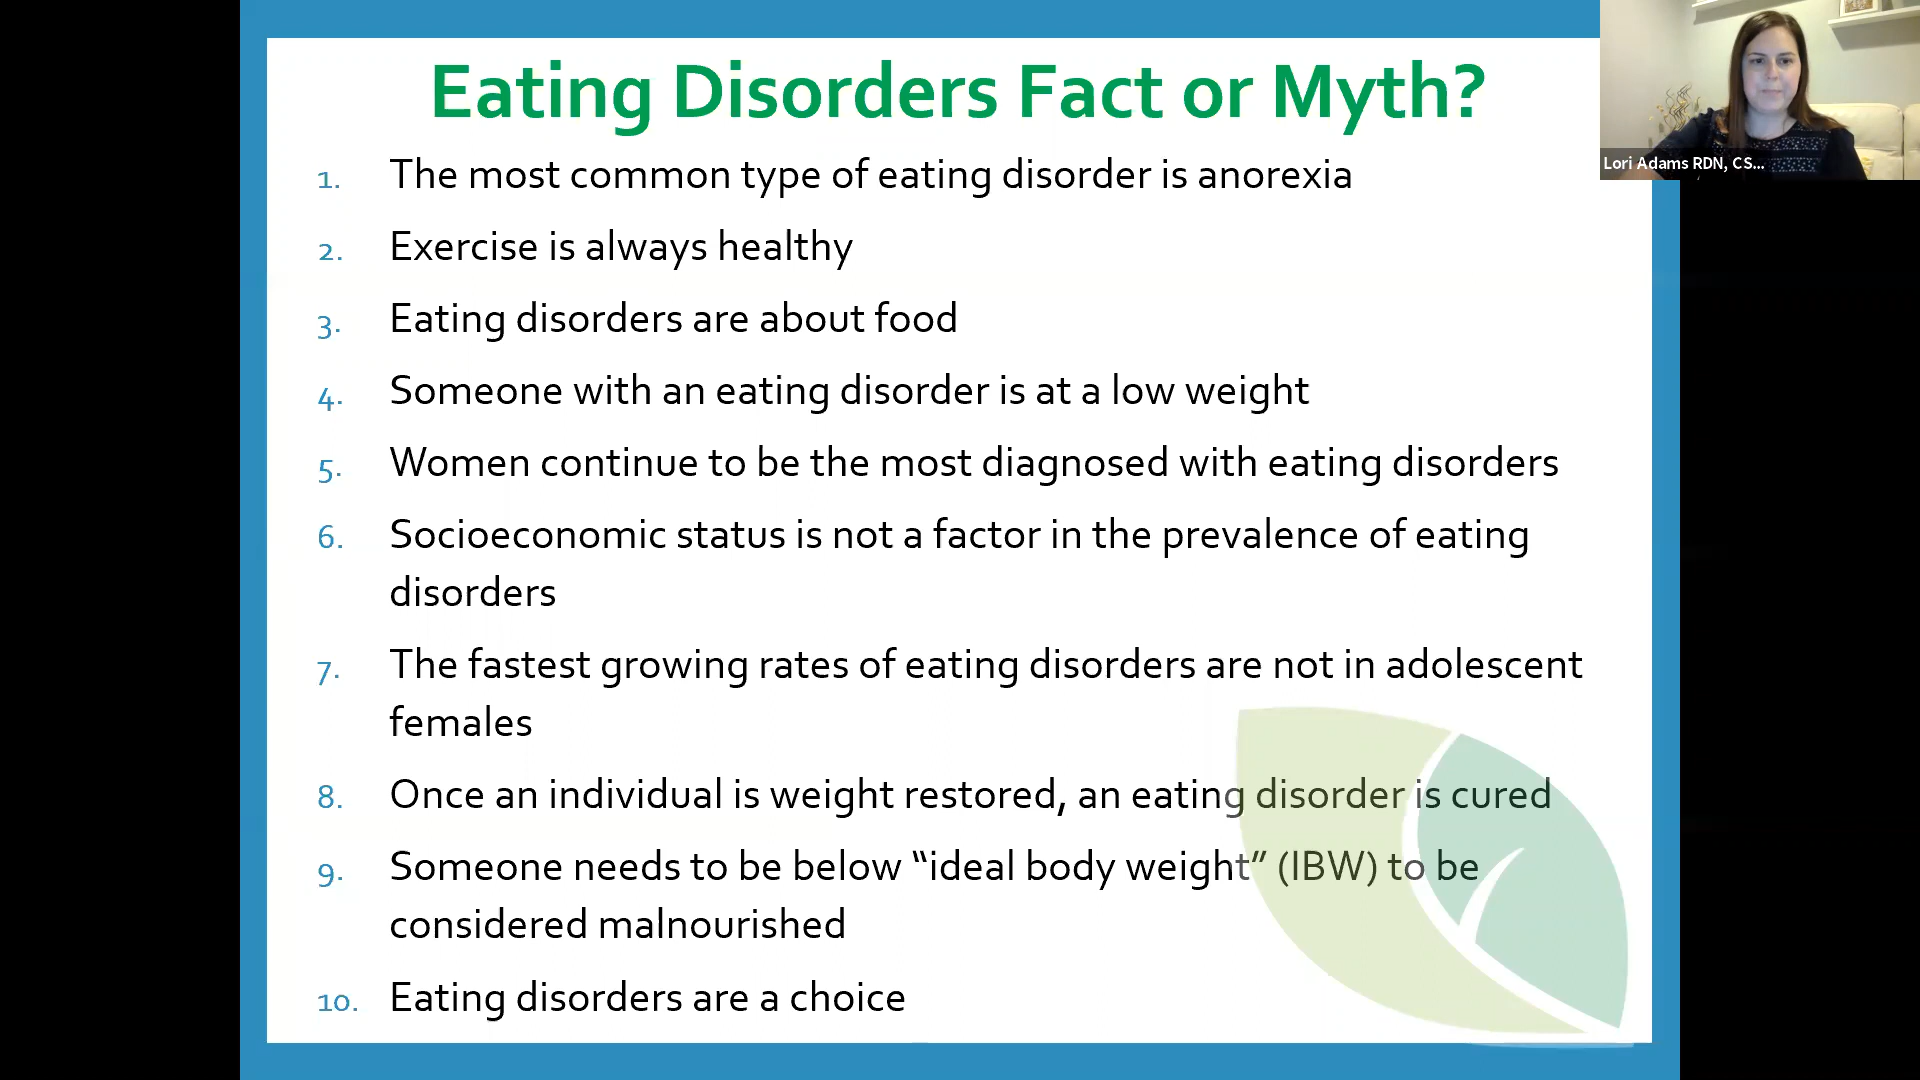 Eating Disorders Fact or Myth?
1. The most common type of eating disorder is anorexia
2. Exercise is always healthy
3. Eating disorders are about food
4. Someone with an eating disorder is at a low weight
5. Women continue to be the most diagnosed with eating disorders
6. Socioeconomic status is not a factor in the prevalence of eating
disorders
7. The fastest growing rates of eating disorders are not in adolescent
females
8. Once an individual is weight restored, an eating disorder is cured
9. Someone needs to be below “ideal body weight” (IBW) to be
considered malnourished
10. Eating disorders are a choice
Lori Adams RDN, CS...